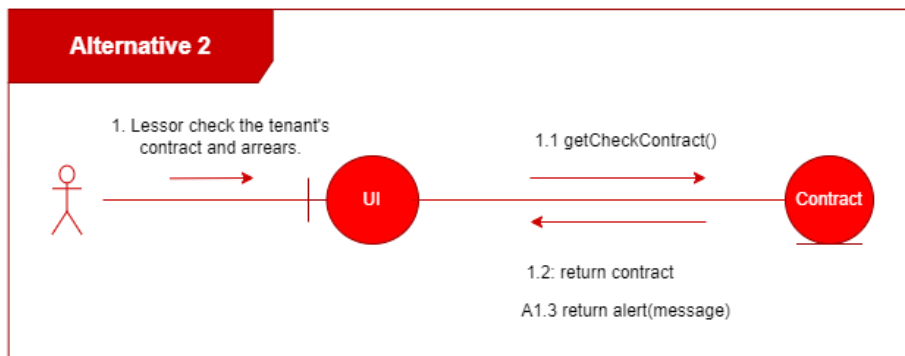 Alternative 2
1. Lessor check the tenant's
contract and arrears.
1.1 getCheckContract()
UI
Contract
1.2: return contract
A1.3 return alert(message)